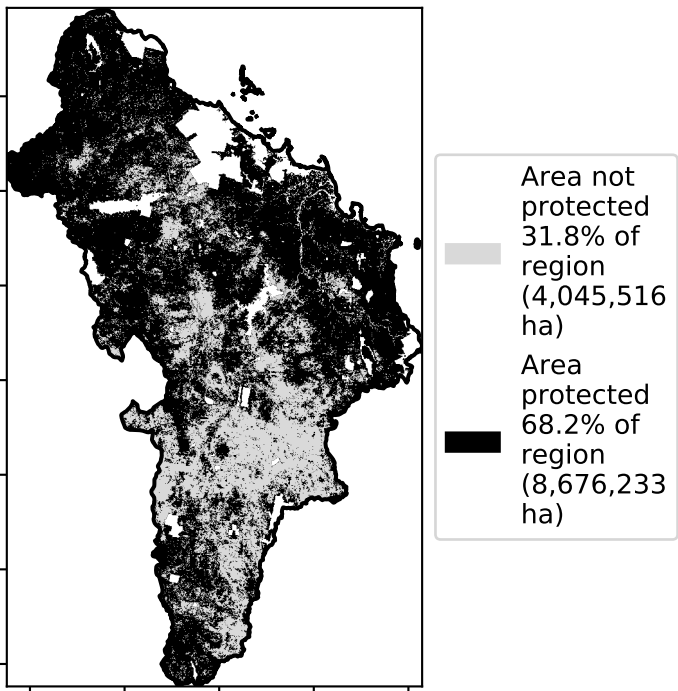 Area not
protected
31.8% of
region
(4,045,516
ha)
Area
protected
68.2% of
region
(8,676,233
ha)